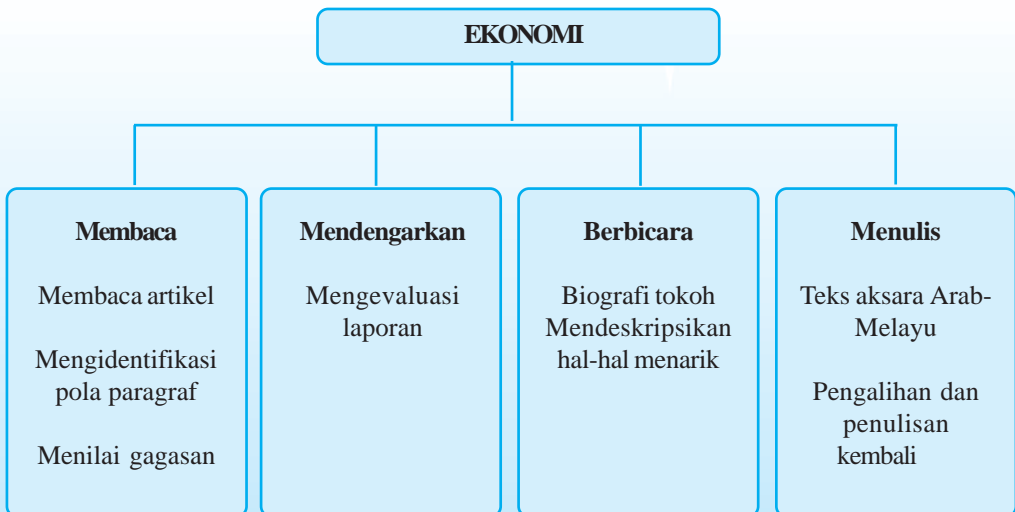 EKONOMI
Membaca
Membaca artikel
Mengidentifikasi
pola paragraf
Menilai gagasan
Mendengarkan
Mengevaluasi
laporan
Berbicara
Biografi tokoh
Mendeskripsikan
hal-hal menarik
Menulis
Teks aksara Arab-
Melayu
Pengalihan dan
penulisan
kembali